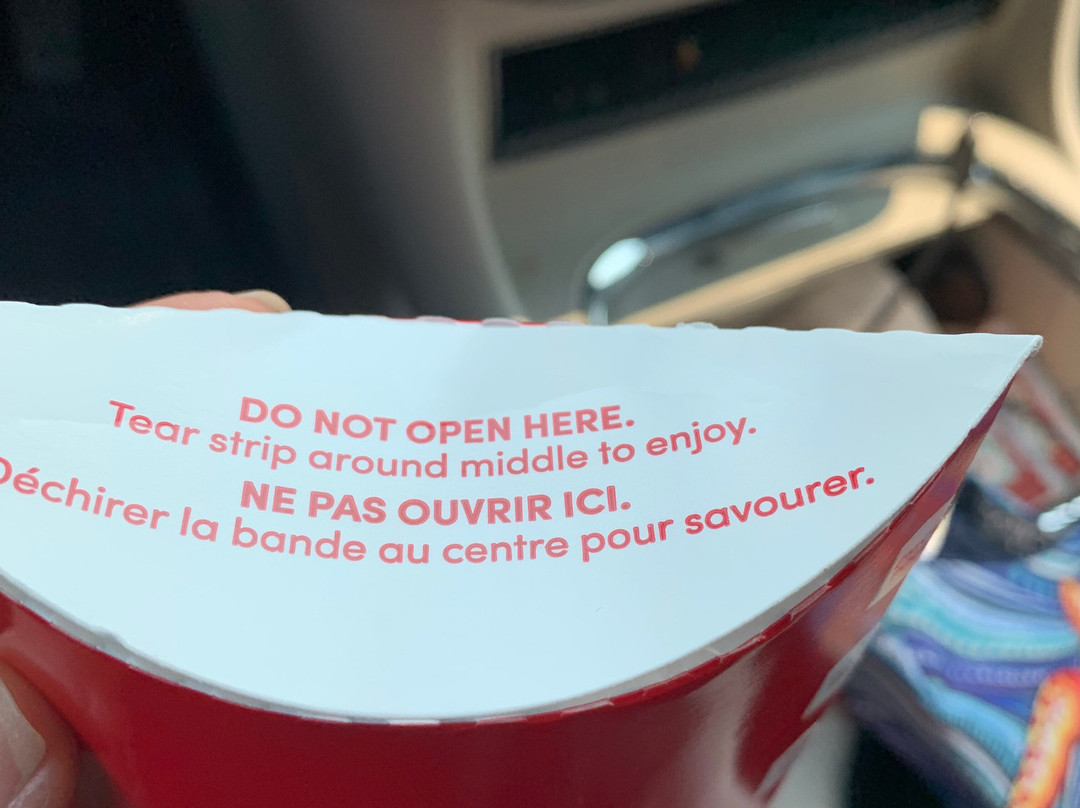 DO NOT OPEN HERE.
Tear strip around middle to enjoy.
NE PAS OUVRIR ICI.
Déchirer la bande au centre pour savourer.